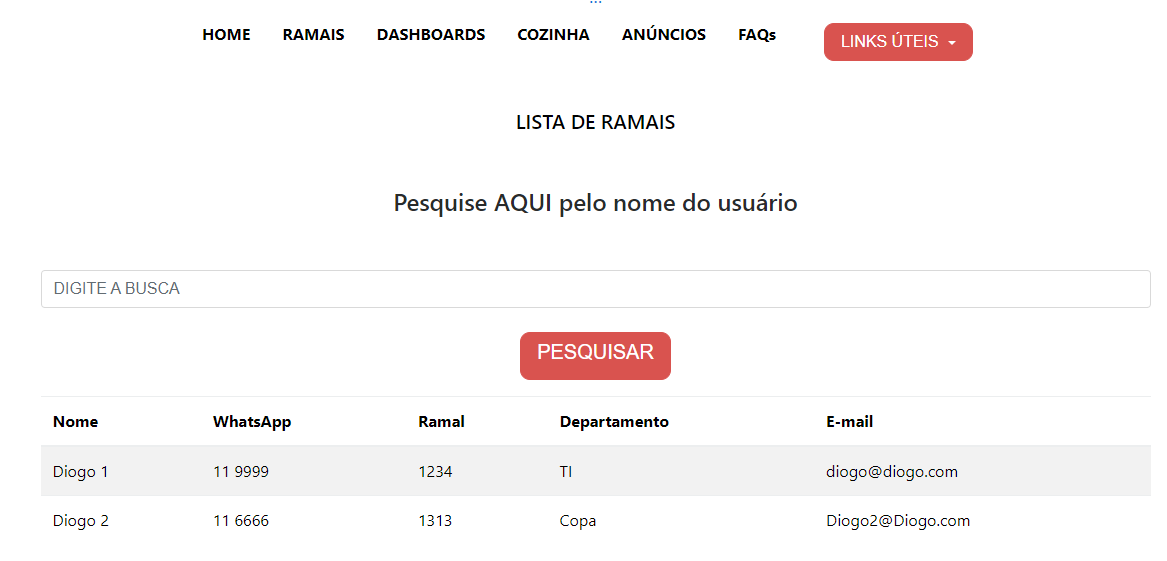 ...
HOME RAMAIS DASHBOARDS COZINHA ANÚNCIOS FAQs LINKS ÚTEIS
LISTA DE RAMAIS
Pesquise AQUI pelo nome do usuário
DIGITE A BUSCA
PESQUISAR
Nome WhatsApp Ramal Departamento E-mail
Diogo 1 11 9999 1234 TI diogo@diogo.com
Diogo 2 11 6666 1313 Copa Diogo2@Diogo.com